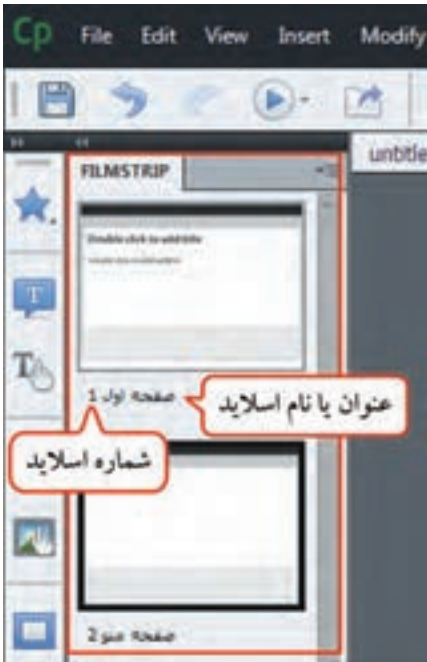 Cp File Edit View Insert Modify
untitle
FILMSTRIP
Double click to add title
صفحه اول 1
عنوان یا نام اسلاید
شماره اسلاید
صفحه منو 2